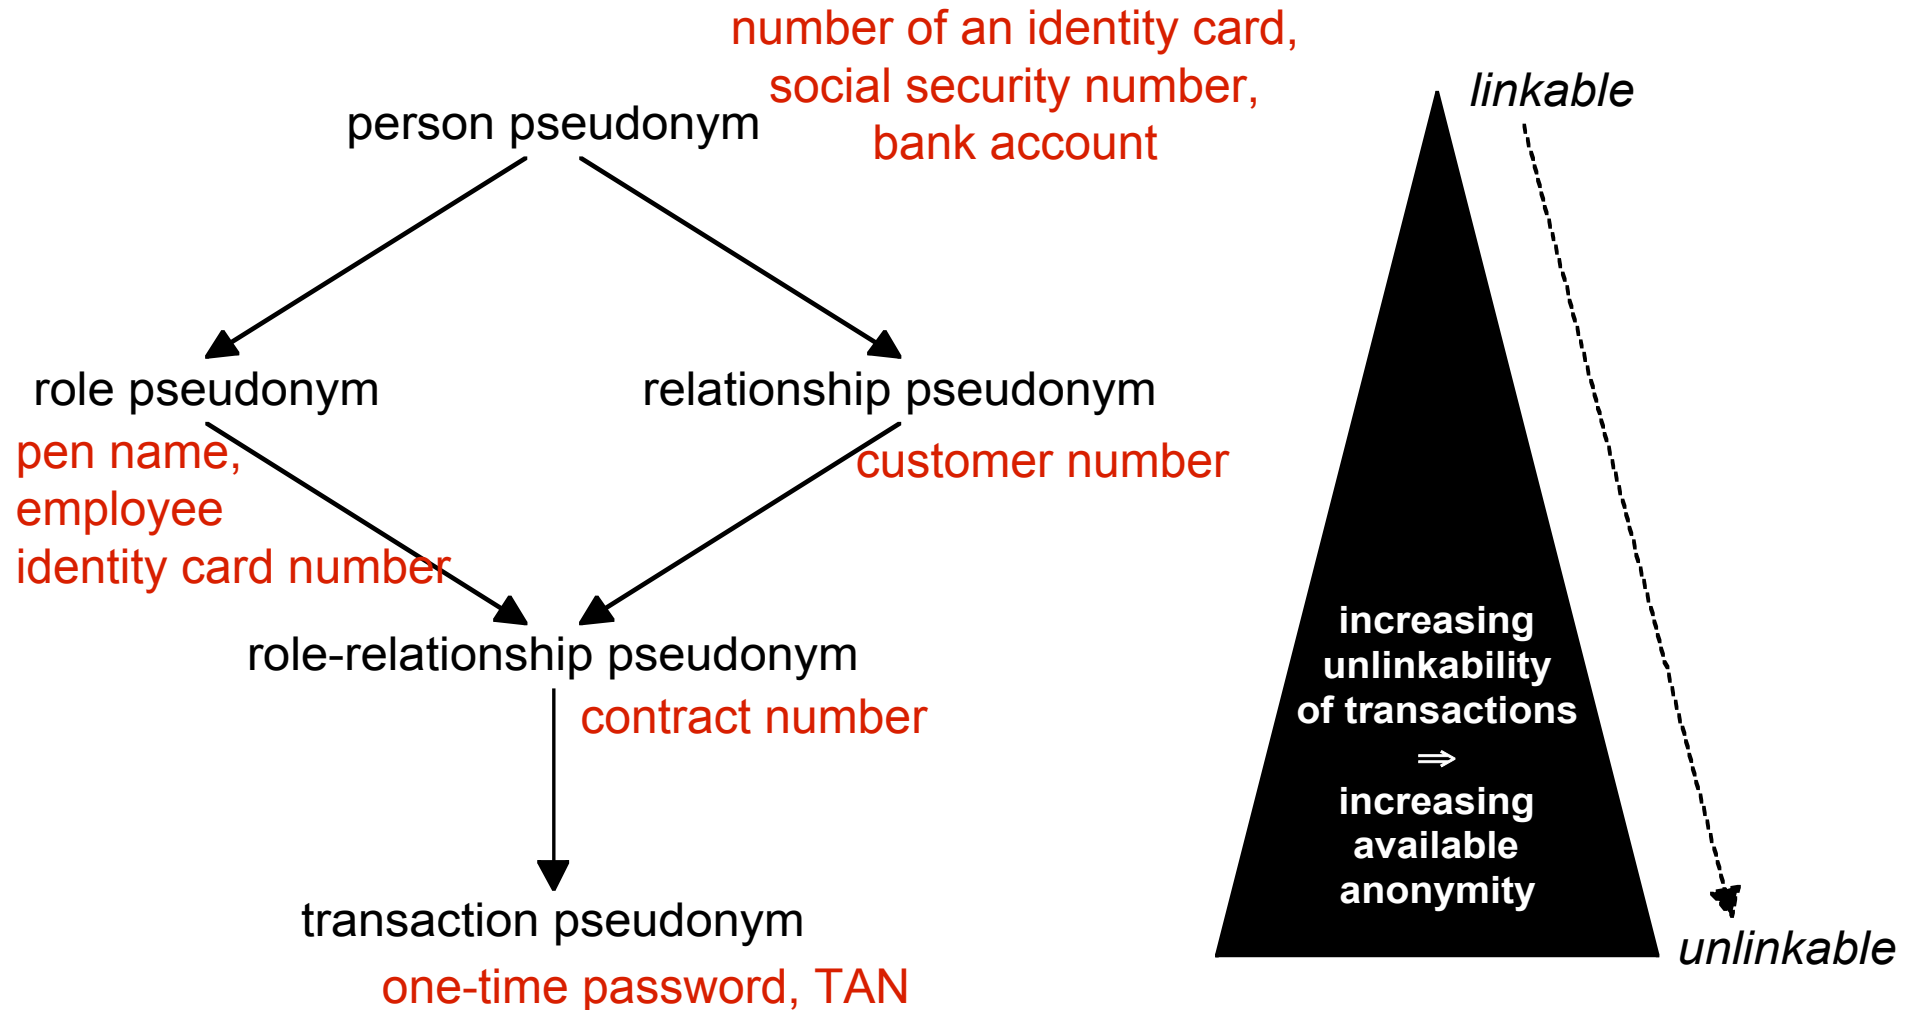 number of an identity card,
social security number,
bank account
person pseudonym
linkable
role pseudonym
relationship pseudonym
pen name,
employee
identity card number
customer number
role-relationship pseudonym
contract number
increasing
unlinkability
of transactions
⇒
increasing
available
anonymity
transaction pseudonym
one-time password, TAN
unlinkable